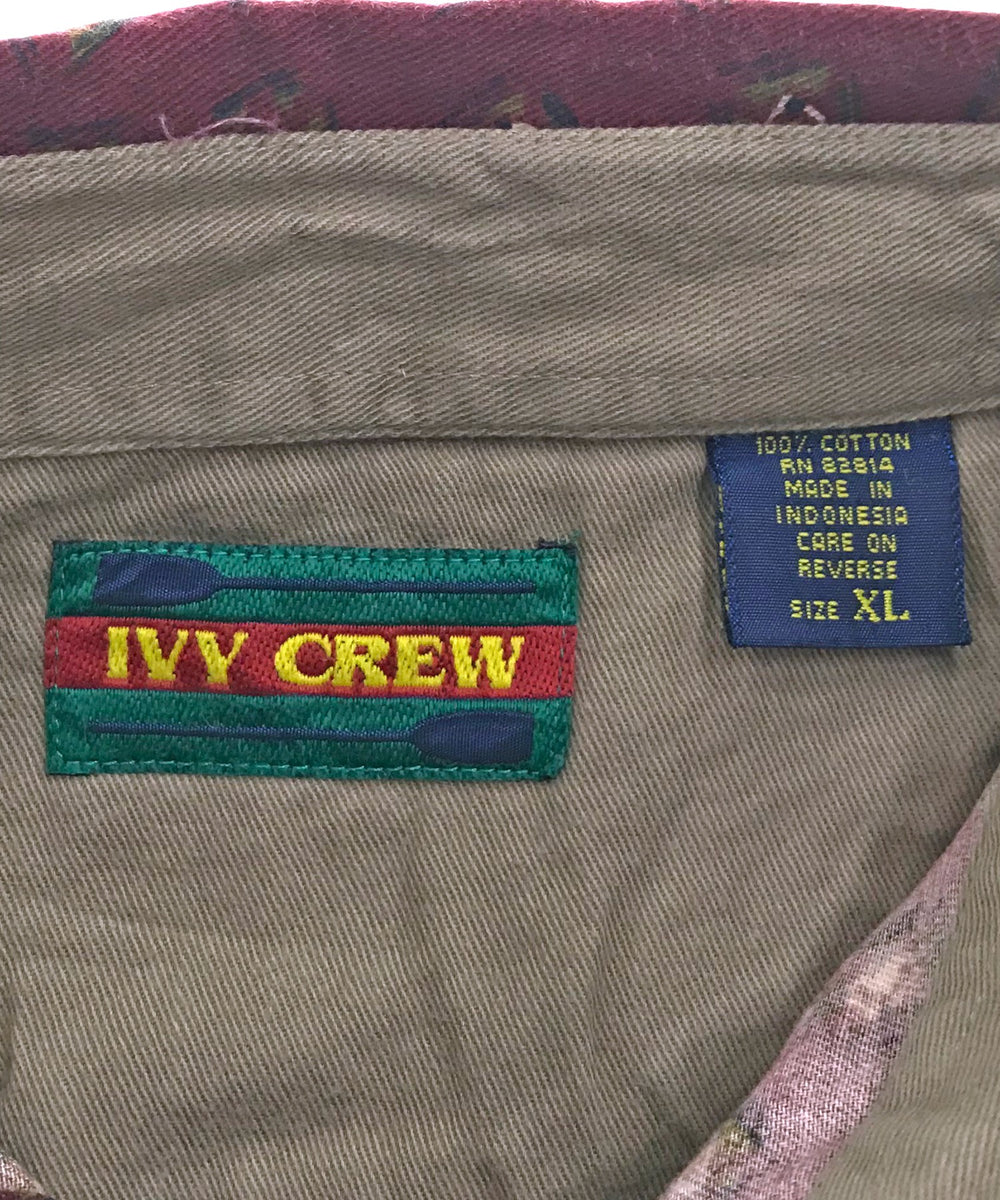 IVY CREW
100% COTTON
RN 82814
MADE IN
INDONESIA
CARE ON
REVERSE
SIZE XL